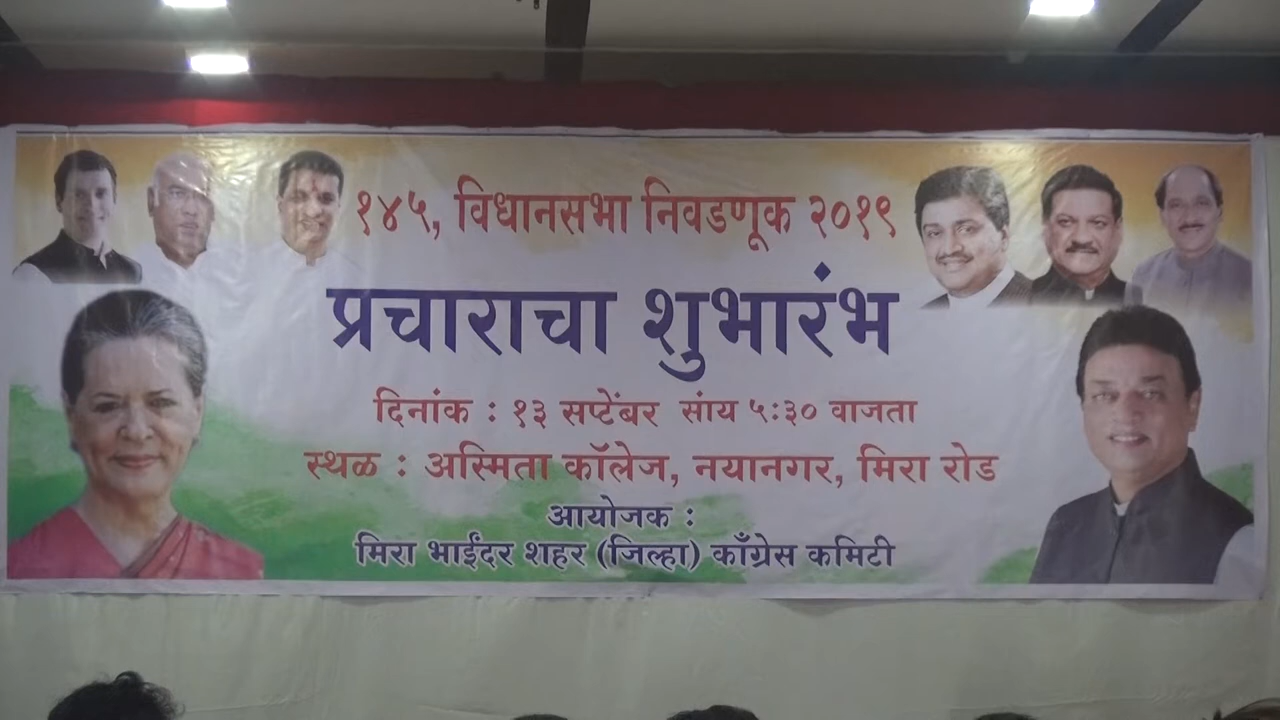 १४५, विधानसभा निवडणूक २०१९
प्रचाराचा शुभारंभ
दिनांक : १३ सप्टेंबर सांय ५:३० वाजता
स्थळ : अस्मिता कॉलेज, नयानगर, मिरा रोड
आयोजक :
मिरा भाईंदर शहर (जिल्हा) काँग्रेस कमिटी